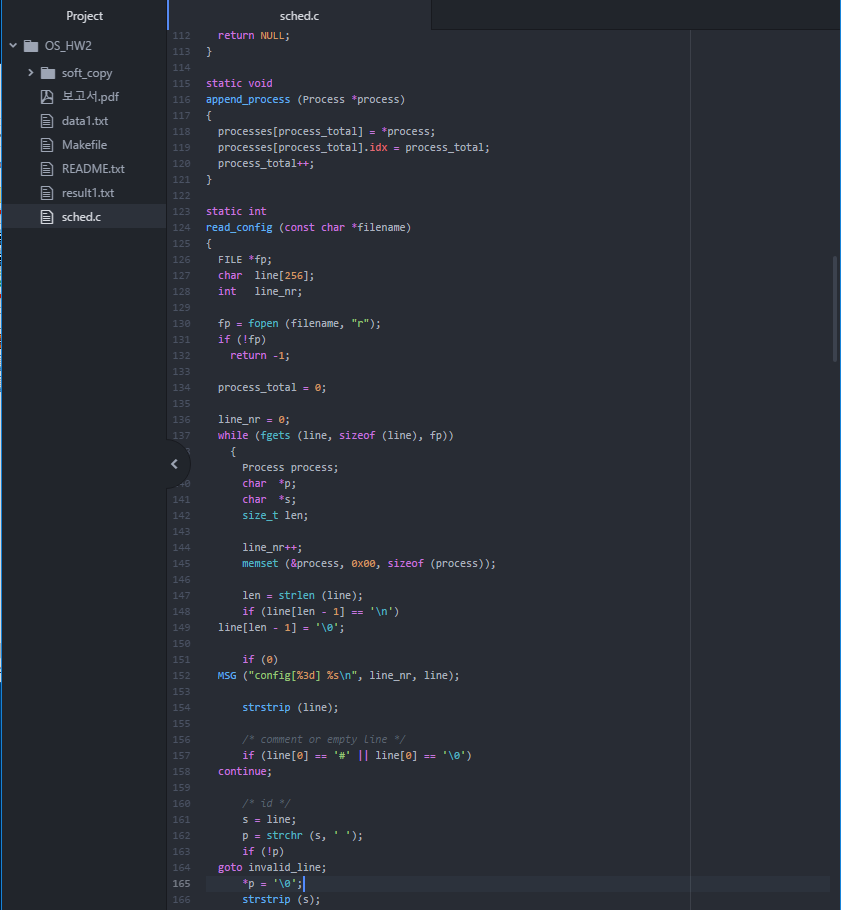 Project
sched.c
OS_HW2
soft_copy
보고서.pdf
data1.txt
Makefile
README.txt
result1.txt
sched.c
112 return NULL;
113 }
114
115 static void
116 append_process (Process *process)
117 {
118 processes[process_total] = *process;
119 processes[process_total].idx = process_total;
120 process_total++;
121 }
122
123 static int
124 read_config (const char *filename)
125 {
126 FILE *fp;
127 char  line[256];
128 int   line_nr;
129
130 fp = fopen (filename, "r");
131 if (!fp)
132 return -1;
133
134 process_total = 0;
135
136 line_nr = 0;
137 while (fgets (line, sizeof (line), fp))
{
Process process;
140 char  *p;
141 char  *s;
142 size_t len;
143
144 line_nr++;
145 memset (&process, 0x00, sizeof (process));
146
147 len = strlen (line);
148 if (line[len - 1] == '\n')
149 line[len - 1] = '\0';
150
151 if (0)
152 MSG ("config[%3d] %s\n", line_nr, line);
153
154 strstrip (line);
155
156 /* comment or empty line */
157 if (line[0] == '#' || line[0] == '\0')
158 continue;
159
160 /* id */
161 s = line;
162 p = strchr (s, ' ');
163 if (!p)
164 goto invalid_line;
165 *p = '\0';
166 strstrip (s);